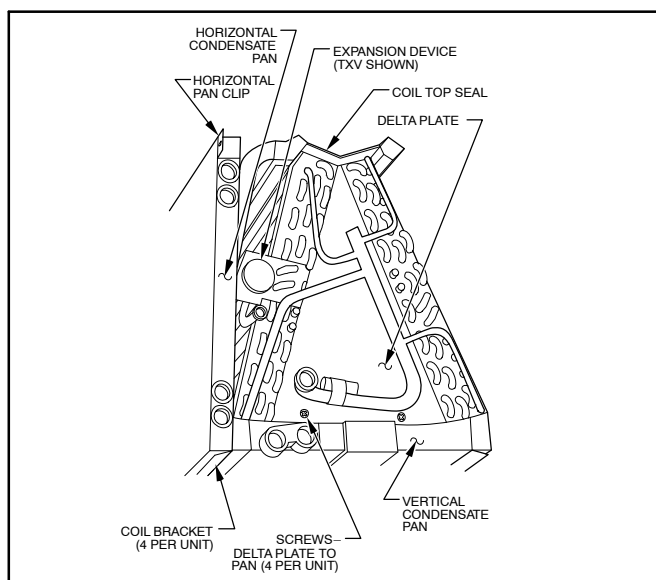 HORIZONTAL
CONDENSATE
PAN
EXPANSION DEVICE
(TXV SHOWN)
HORIZONTAL
PAN CLIP
COIL TOP SEAL
DELTA PLATE
COIL BRACKET
(4 PER UNIT)
SCREWS–
DELTA PLATE TO
PAN (4 PER UNIT)
VERTICAL
CONDENSATE
PAN